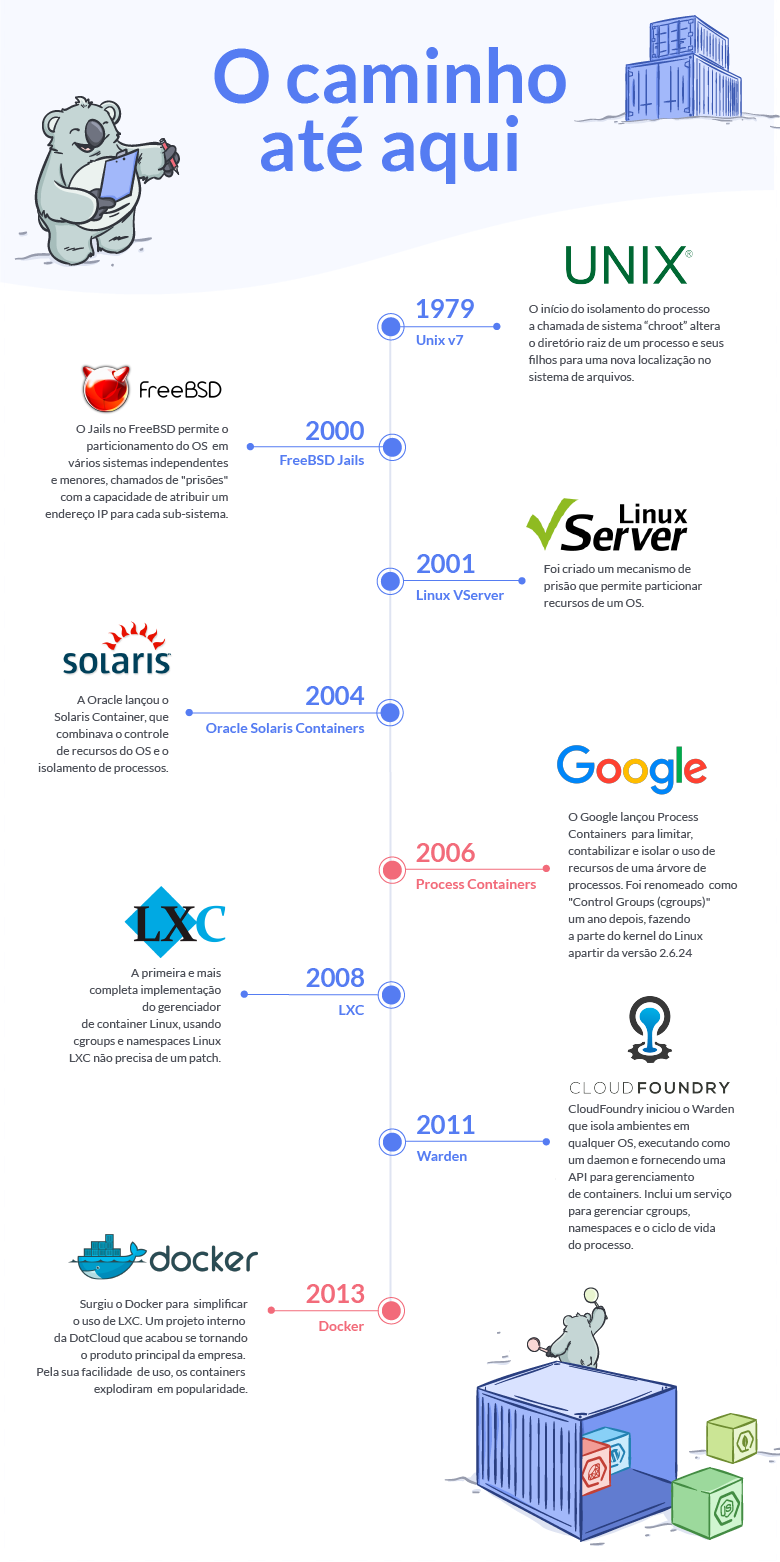 O caminho
até aqui
UNIX®
1979
Unix v7
O início do isolamento do processo
a chamada de sistema “chroot” altera
o diretório raiz de um processo e seus
filhos para uma nova localização no
sistema de arquivos.
FreeBSD
2000
FreeBSD Jails
O Jails no FreeBSD permite o
particionamento do OS em
vários sistemas independentes
e menores, chamados de "prisões"
com a capacidade de atribuir um
endereço IP para cada sub-sistema.
Linux
VServer
2001
Linux VServer
Foi criado um mecanismo de
prisão que permite particionar
recursos de um OS.
solaris
2004
Oracle Solaris Containers
A Oracle lançou o
Solaris Container, que
combinava o controle
de recursos do OS e o
isolamento de processos.
Google
2006
Process Containers
O Google lançou Process
Containers para limitar,
contabilizar e isolar o uso de
recursos de uma árvore de
processos. Foi renomeado como
"Control Groups (cgroups)"
um ano depois, fazendo
a parte do kernel do Linux
apartir da versão 2.6.24
LXC
2008
LXC
A primeira e mais
completa implementação
do gerenciador
de container Linux, usando
cgroups e namespaces Linux
LXC não precisa de um patch.
CLOUDFOUNDRY
2011
Warden
CloudFoundry iniciou o Warden
que isola ambientes em
qualquer OS, executando como
um daemon e fornecendo uma
API para gerenciamento
de containers. Inclui um serviço
para gerenciar cgroups,
namespaces e o ciclo de vida
do processo.
docker
2013
Docker
Surgiu o Docker para simplificar
o uso de LXC. Um projeto interno
da DotCloud que acabou se tornando
o produto principal da empresa.
Pela sua facilidade de uso, os containers
explodiram em popularidade.